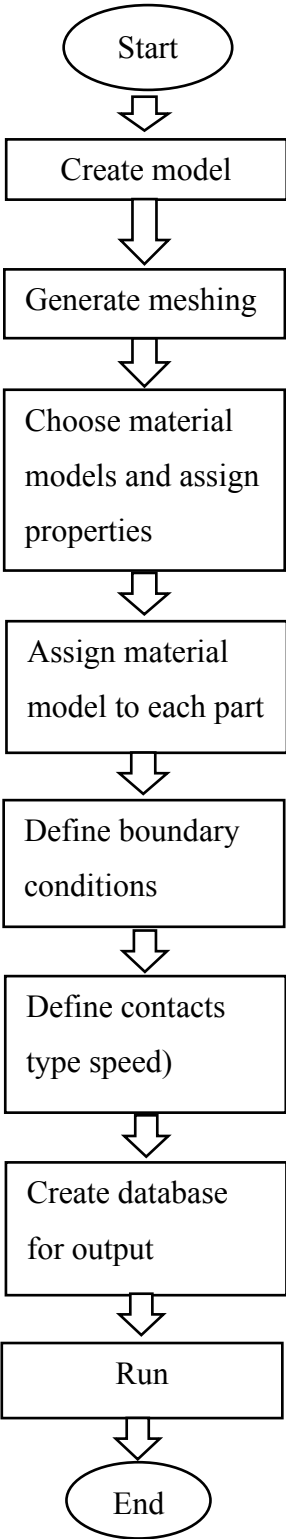 Start
Create model
Generate meshing
Choose material
models and assign
properties
Assign material
model to each part
Define boundary
conditions
Define contacts
type speed)
Create database
for output
Run
End